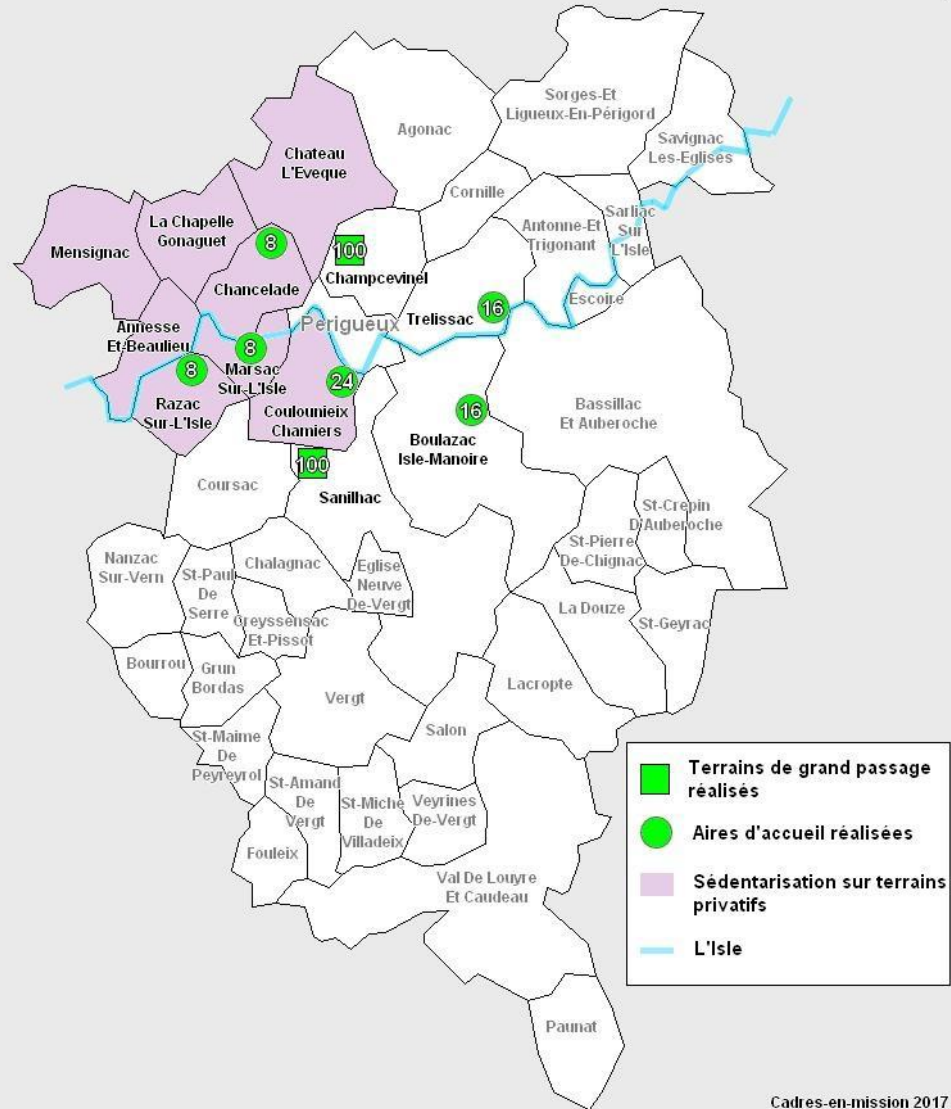 Agonac
Sorges-Et
Ligueux-En-Périgord
Savignac
Les-Eglises
Chateau
L'Eveque
Cornille
La Chapelle
Gonaguet
Mensignac
Antonne-Et
Trigonant
Sarliac
Sur
L'Isle
8
100
Champcevinel
Chancelade
Escoire
Annesse
Et-Beaulieu
Périgueux
Trelissac
16
8
Marsac
Sur-L'Isle
8
Razac
Sur-L'Isle
24
Coulounieix
Chamiers
16
Boulazac
Isle-Manoire
Bassillac
Et Auberoche
100
Sanilhac
Coursac
St-Crepin
D'Auberoche
St-Pierre
De-Chignac
Nanzac
Sur-Vern
St-Paul
De
Serre
Chalagnac
Eglise
Neuve
De-Vergt
Creyssensac
Et-Pissot
La Douze
St-Geyrac
Bourrou
Grun
Bordas
Vergt
Lacropte
Salon
St-Maime
De
Peyreyrol
St-Amand
De
Vergt
St-Miche
De
Villadeix
Veyrines
De-Vergt
Fouleix
Val De Louyre
Et Caudeau
Paunat
Terrains de grand passage
réalisés
Aires d'accueil réalisées
Sédentarisation sur terrains
privatifs
L'Isle
Cadres-en-mission 2017